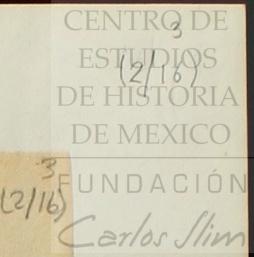 CENTRO DE
3
ESTUDIOS
(2/16)
DE HISTORIA
DE MEXICO
3
FUNDACIÓN
(2/16)
Carlos Slim